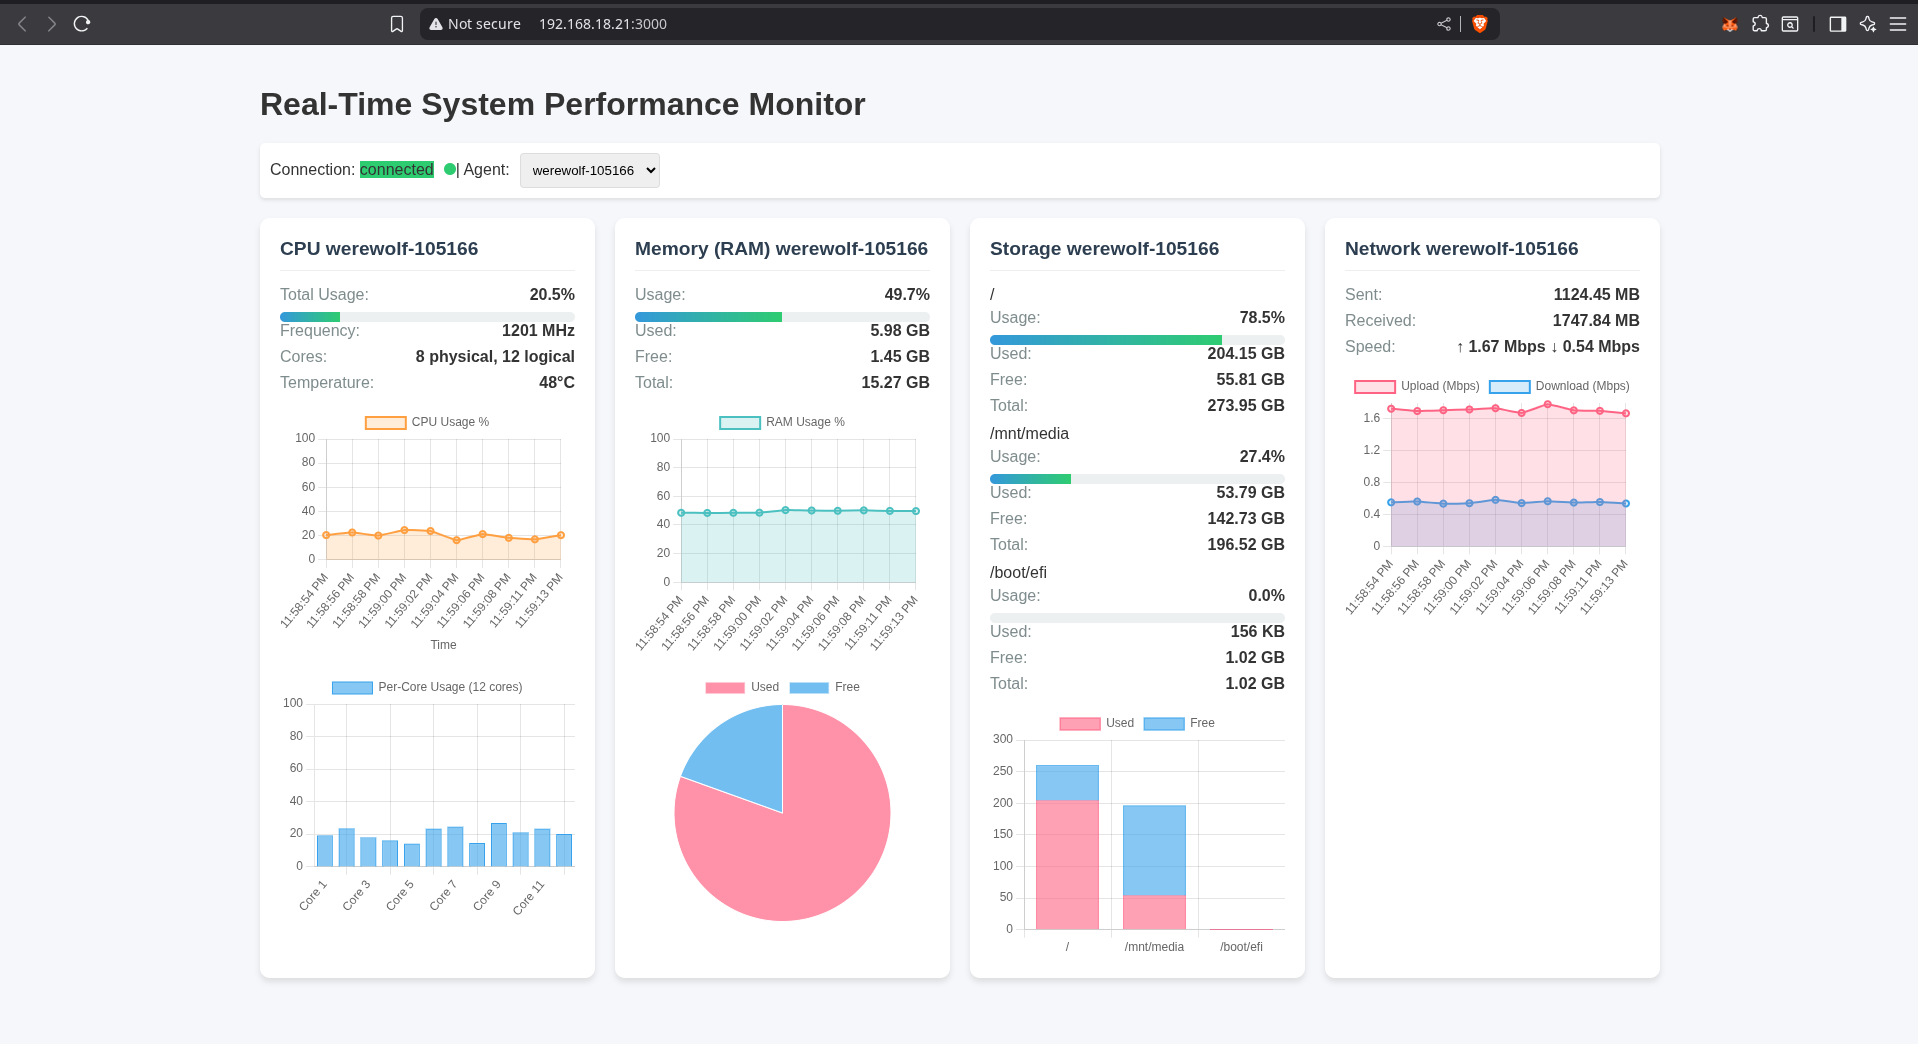 Not secure 192.168.18.21:3000
Real-Time System Performance Monitor
Connection: connected | Agent: werewolf-105166
CPU werewolf-105166
Total Usage: 20.5%
Frequency: 1201 MHz
Cores: 8 physical, 12 logical
Temperature: 48°C
CPU Usage %
100
80
60
40
20
0
11:58:54 PM
11:58:56 PM
11:58:58 PM
11:59:00 PM
11:59:02 PM
11:59:04 PM
11:59:06 PM
11:59:08 PM
11:59:11 PM
11:59:13 PM
Time
Per-Core Usage (12 cores)
100
80
60
40
20
0
Core 1
Core 3
Core 5
Core 7
Core 9
Core 11
Memory (RAM) werewolf-105166
Usage: 49.7%
Used: 5.98 GB
Free: 1.45 GB
Total: 15.27 GB
RAM Usage %
100
80
60
40
20
0
11:58:54 PM
11:58:56 PM
11:58:58 PM
11:59:00 PM
11:59:02 PM
11:59:04 PM
11:59:06 PM
11:59:08 PM
11:59:11 PM
11:59:13 PM
Used Free
Storage werewolf-105166
/
Usage: 78.5%
Used: 204.15 GB
Free: 55.81 GB
Total: 273.95 GB
/mnt/media
Usage: 27.4%
Used: 53.79 GB
Free: 142.73 GB
Total: 196.52 GB
/boot/efi
Usage: 0.0%
Used: 156 KB
Free: 1.02 GB
Total: 1.02 GB
Used Free
300
250
200
150
100
50
0
/ /mnt/media /boot/efi
Network werewolf-105166
Sent: 1124.45 MB
Received: 1747.84 MB
Speed: ↑ 1.67 Mbps ↓ 0.54 Mbps
Upload (Mbps) Download (Mbps)
1.6
1.2
0.8
0.4
0
11:58:54 PM
11:58:56 PM
11:58:58 PM
11:59:00 PM
11:59:02 PM
11:59:04 PM
11:59:06 PM
11:59:08 PM
11:59:11 PM
11:59:13 PM